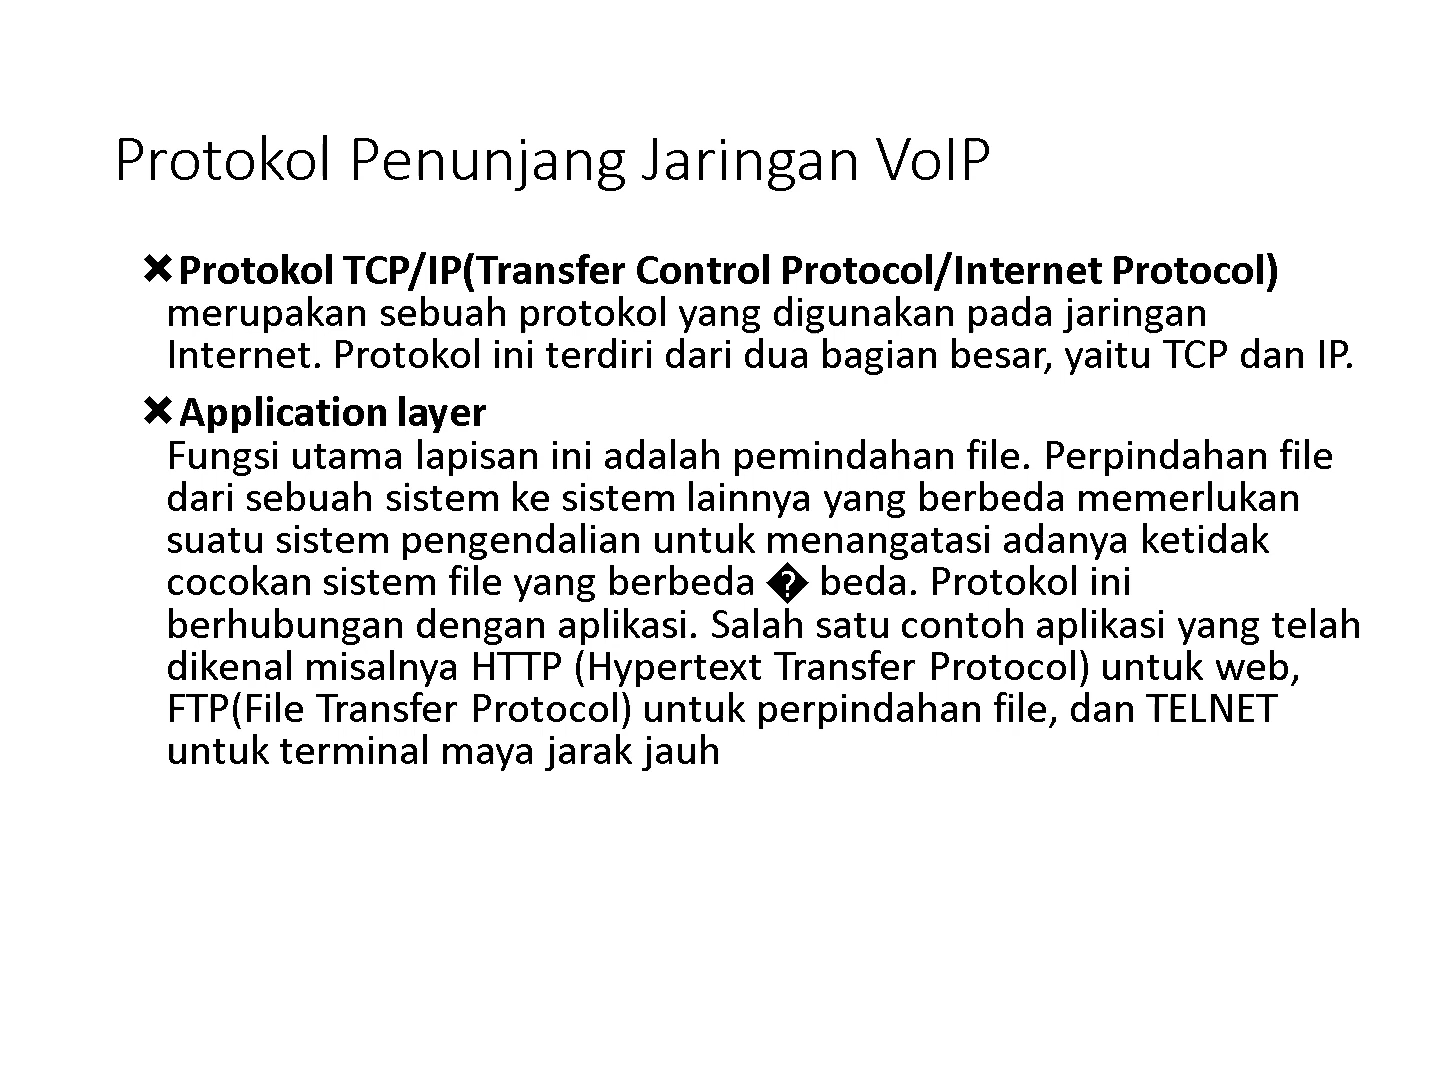 Protokol Penunjang Jaringan VoIP
✖Protokol TCP/IP(Transfer Control Protocol/Internet Protocol)
merupakan sebuah protokol yang digunakan pada jaringan
Internet. Protokol ini terdiri dari dua bagian besar, yaitu TCP dan IP.
✖Application layer
Fungsi utama lapisan ini adalah pemindahan file. Perpindahan file
dari sebuah sistem ke sistem lainnya yang berbeda memerlukan
suatu sistem pengendalian untuk menangatasi adanya ketidak
cocokan sistem file yang berbeda � beda. Protokol ini
berhubungan dengan aplikasi. Salah satu contoh aplikasi yang telah
dikenal misalnya HTTP (Hypertext Transfer Protocol) untuk web,
FTP(File Transfer Protocol) untuk perpindahan file, dan TELNET
untuk terminal maya jarak jauh